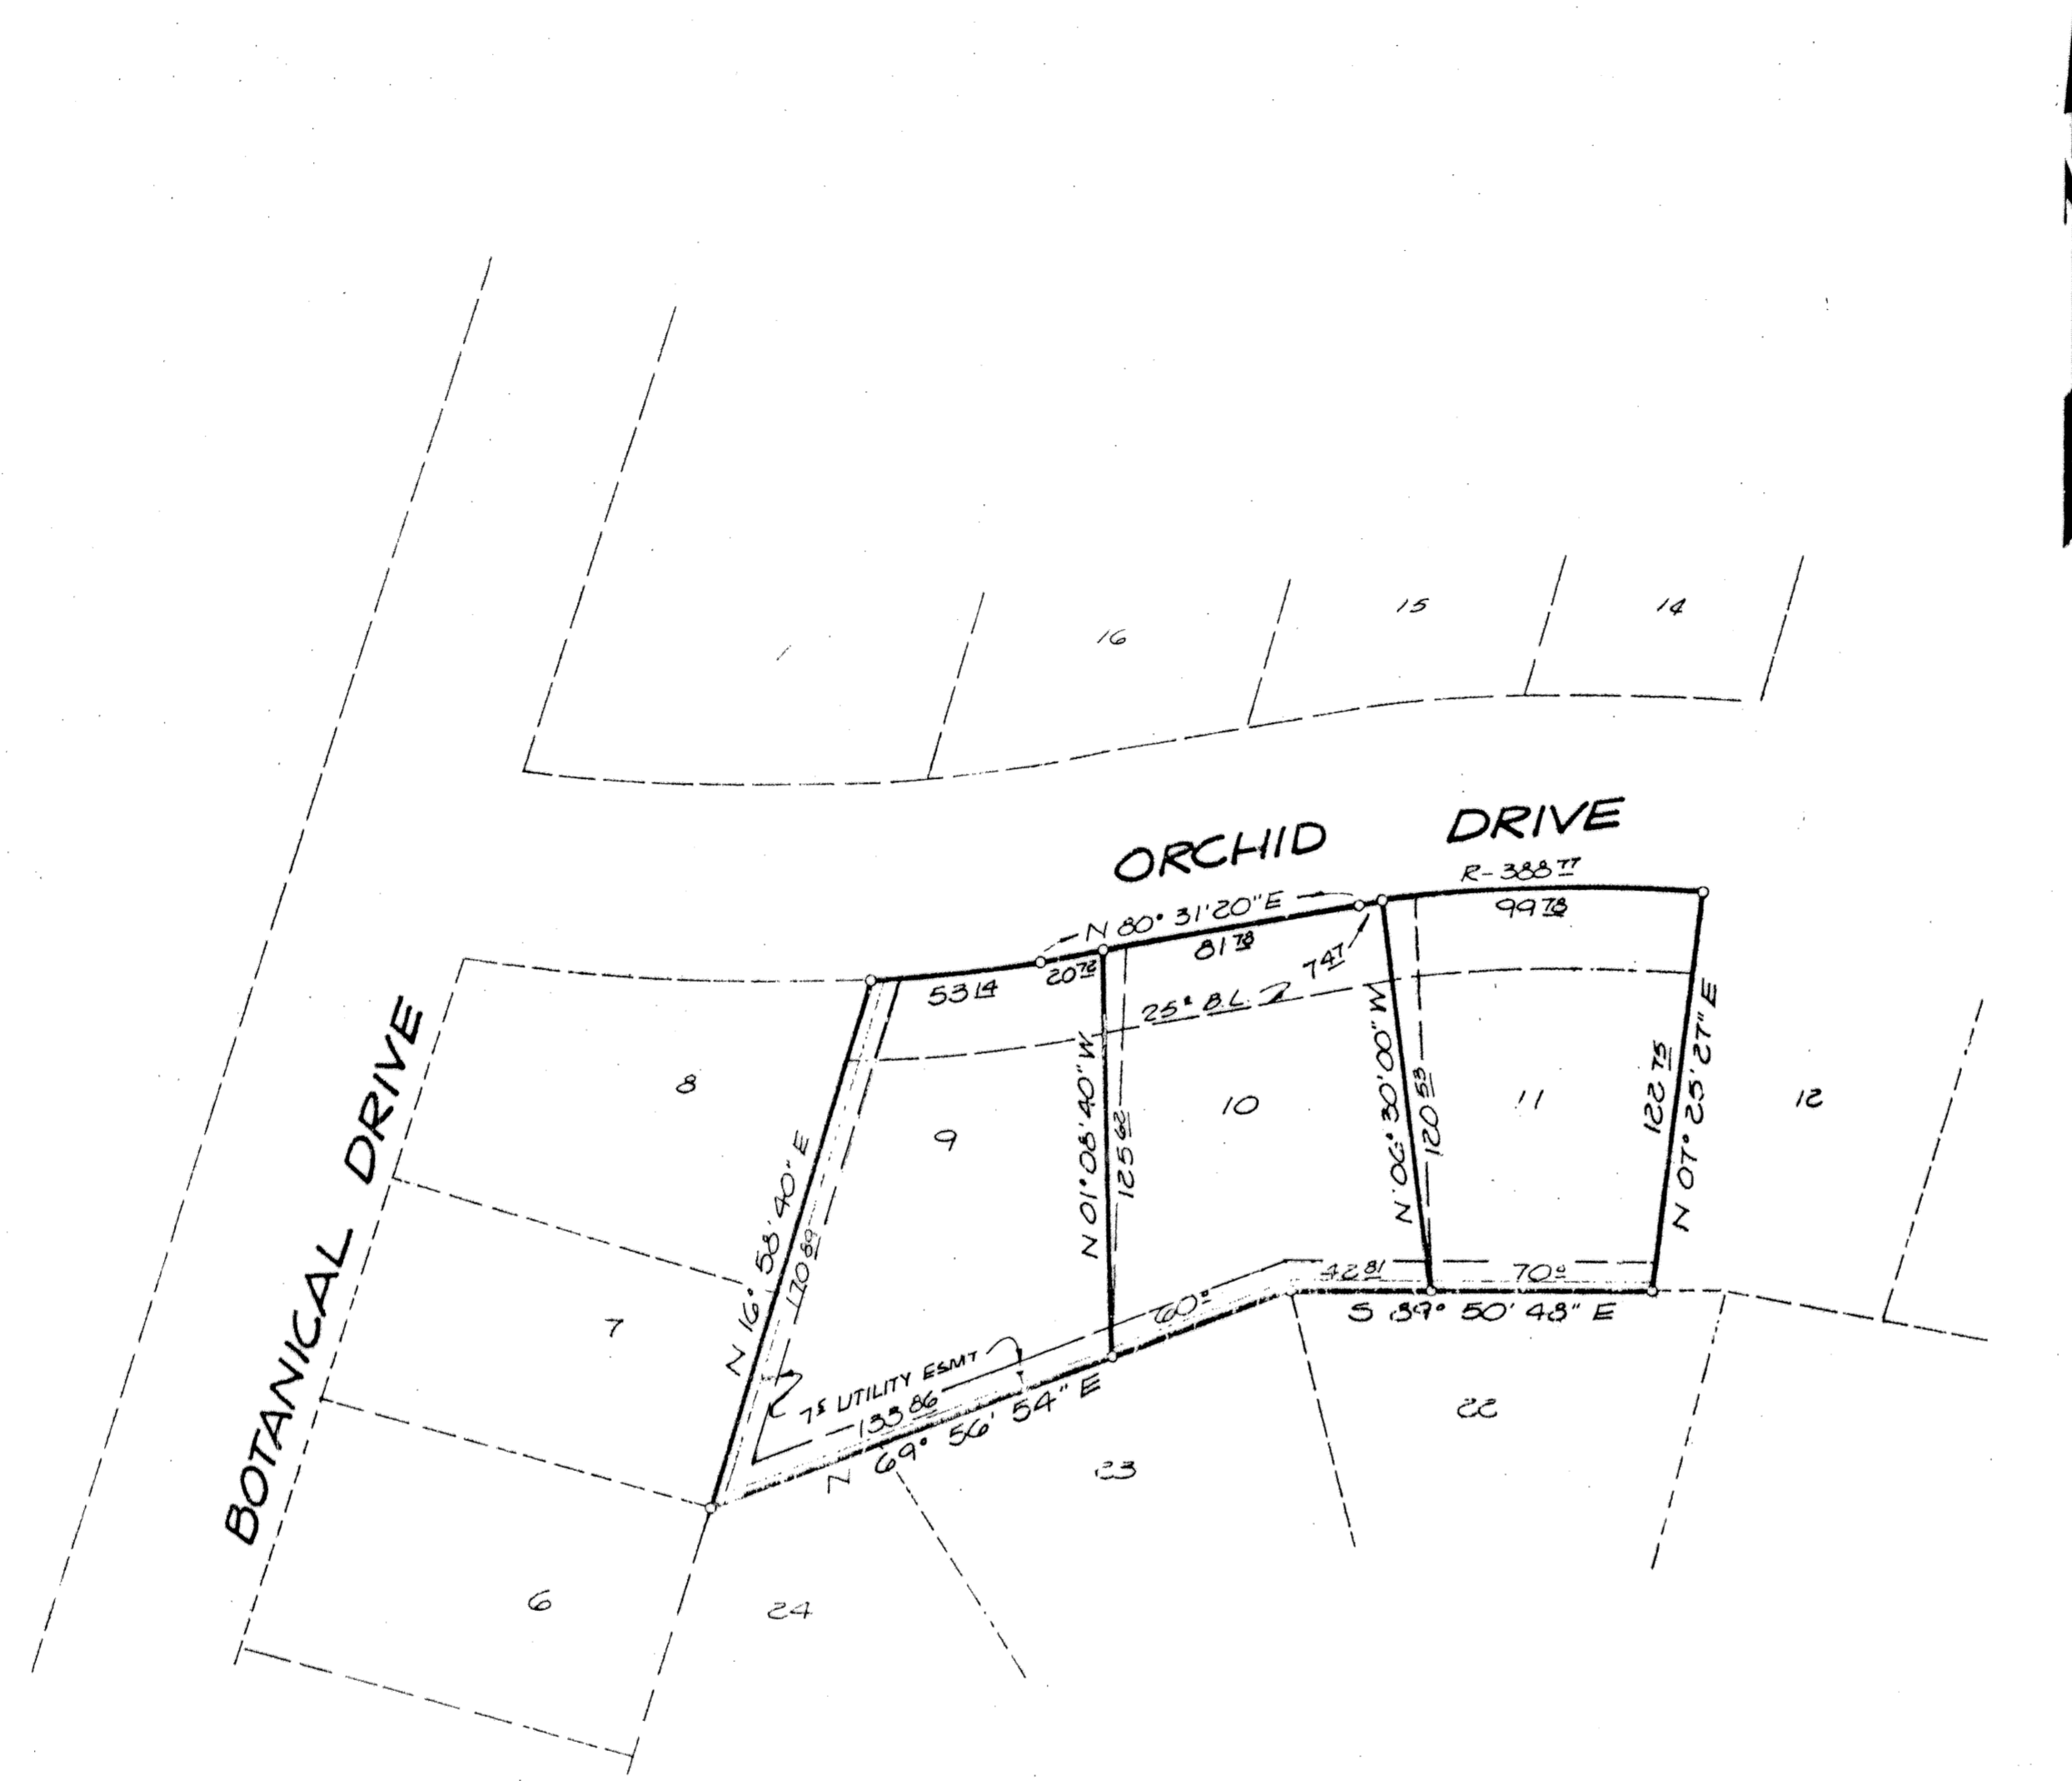 15
14
16
1
ORCHID DRIVE
R-388 77
N 80° 31' 20" E
99 78
81 78
7 47
20 72
53 14
25' B.L.
8
9
10
11
12
N 16° 58' 40" E
170 89
N 01° 08' 40" W
125 62
N 06° 30' 00" W
120 53
122 75
N 07° 25' 27" E
BOTANICAL DRIVE
7
42 81
70 0
S 89° 50' 48" E
60 0
7 5 UTILITY ESMT
133 86
N 69° 56' 54" E
22
23
6
24